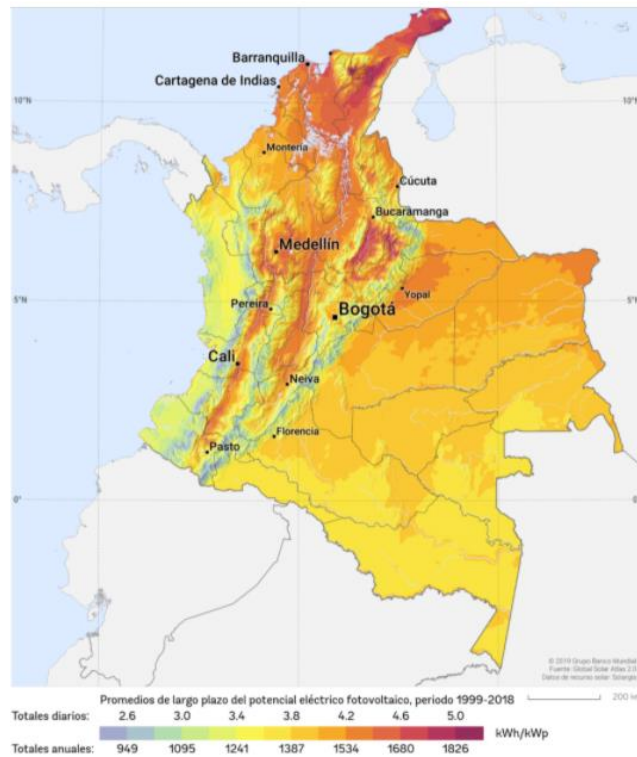 Barranquilla
Cartagena de Indias
10°N
10°N
Montería
Cúcuta
Bucaramanga
Medellín
5°N
5°N
Yopal
Pereira
Bogotá
Cali
Neiva
Florencia
Pasto
0°
0°
© 2019 Grupo Banco Mundial
Fuente: Global Solar Atlas 2.0
Datos de recurso solar: Solargis
Promedios de largo plazo del potencial eléctrico fotovoltaico, periodo 1999-2018
200 km
Totales diarios: 2.6 3.0 3.4 3.8 4.2 4.6 5.0
kWh/kWp
Totales anuales: 949 1095 1241 1387 1534 1680 1826